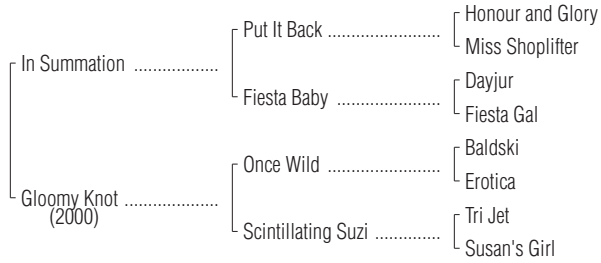 Honour and Glory
Put It Back ....................
Miss Shoplifter
In Summation ...............
Dayjur
Fiesta Baby ..................
Fiesta Gal
Baldski
Once Wild ....................
Erotica
Gloomy Knot .................
(2000)
Tri Jet
Scintillating Suzi ............
Susan's Girl